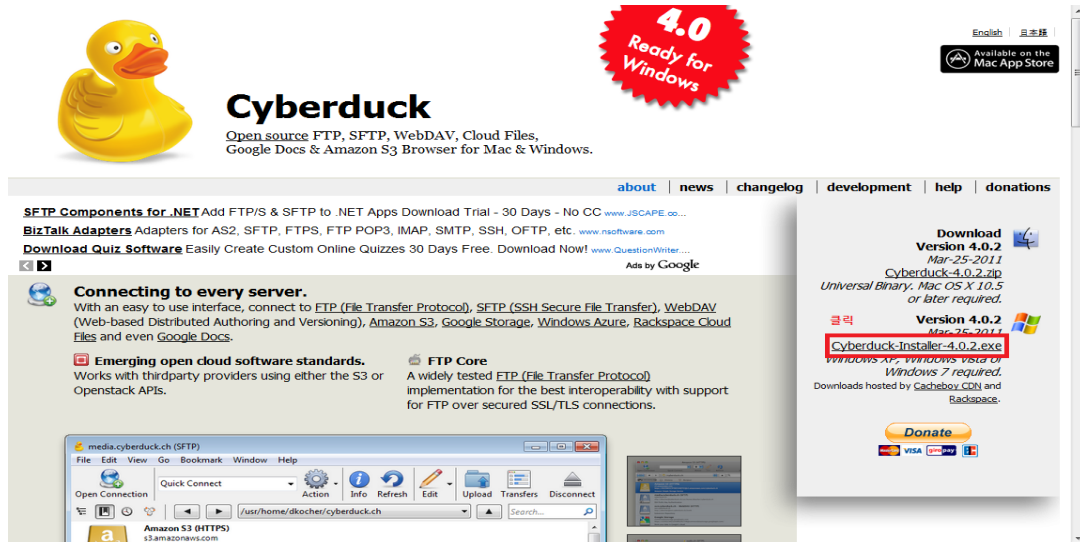 4.0
Ready for
Windows
English 日本語
Available on the
Mac App Store
Cyberduck
Open source FTP, SFTP, WebDAV, Cloud Files,
Google Docs & Amazon S3 Browser for Mac & Windows.
about news changelog development help donations
SFTP Components for .NET Add FTP/S & SFTP to .NET Apps Download Trial - 30 Days - No CC www.JSCAPE.co...
BizTalk Adapters Adapters for AS2, SFTP, FTPS, FTP POP3, IMAP, SMTP, SSH, OFTP, etc. www.nsoftware.com
Download Quiz Software Easily Create Custom Online Quizzes 30 Days Free. Download Now! www.QuestionWriter....
Ads by Google
Download
Version 4.0.2
Mar-25-2011
Cyberduck-4.0.2.zip
Universal Binary. Mac OS X 10.5
or later required.
클릭
Version 4.0.2
Mar-25-2011
Cyberduck-Installer-4.0.2.exe
Windows XP, Windows Vista or
Windows 7 required.
Downloads hosted by Cacheboy CDN and
Rackspace.
Donate
VISA giropay
Connecting to every server.
With an easy to use interface, connect to FTP (File Transfer Protocol), SFTP (SSH Secure File Transfer), WebDAV
(Web-based Distributed Authoring and Versioning), Amazon S3, Google Storage, Windows Azure, Rackspace Cloud
Files and even Google Docs.
Emerging open cloud software standards.
Works with thirdparty providers using either the S3 or
Openstack APIs.
FTP Core
A widely tested FTP (File Transfer Protocol)
implementation for the best interoperability with support
for FTP over secured SSL/TLS connections.
media.cyberduck.ch (SFTP)
File Edit View Go Bookmark Window Help
Open Connection Quick Connect Action Info Refresh Edit Upload Transfers Disconnect
/usr/home/dkocher/cyberduck.ch Search...
Amazon S3 (HTTPS)
s3.amazonaws.com